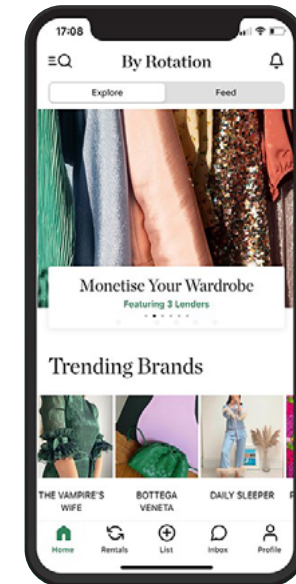 17:08
By Rotation
Explore Feed
Monetise Your Wardrobe
Featuring 3 Lenders
Trending Brands
THE VAMPIRE'S WIFE
BOTTEGA VENETA
DAILY SLEEPER
Home Rentals List Inbox Profile